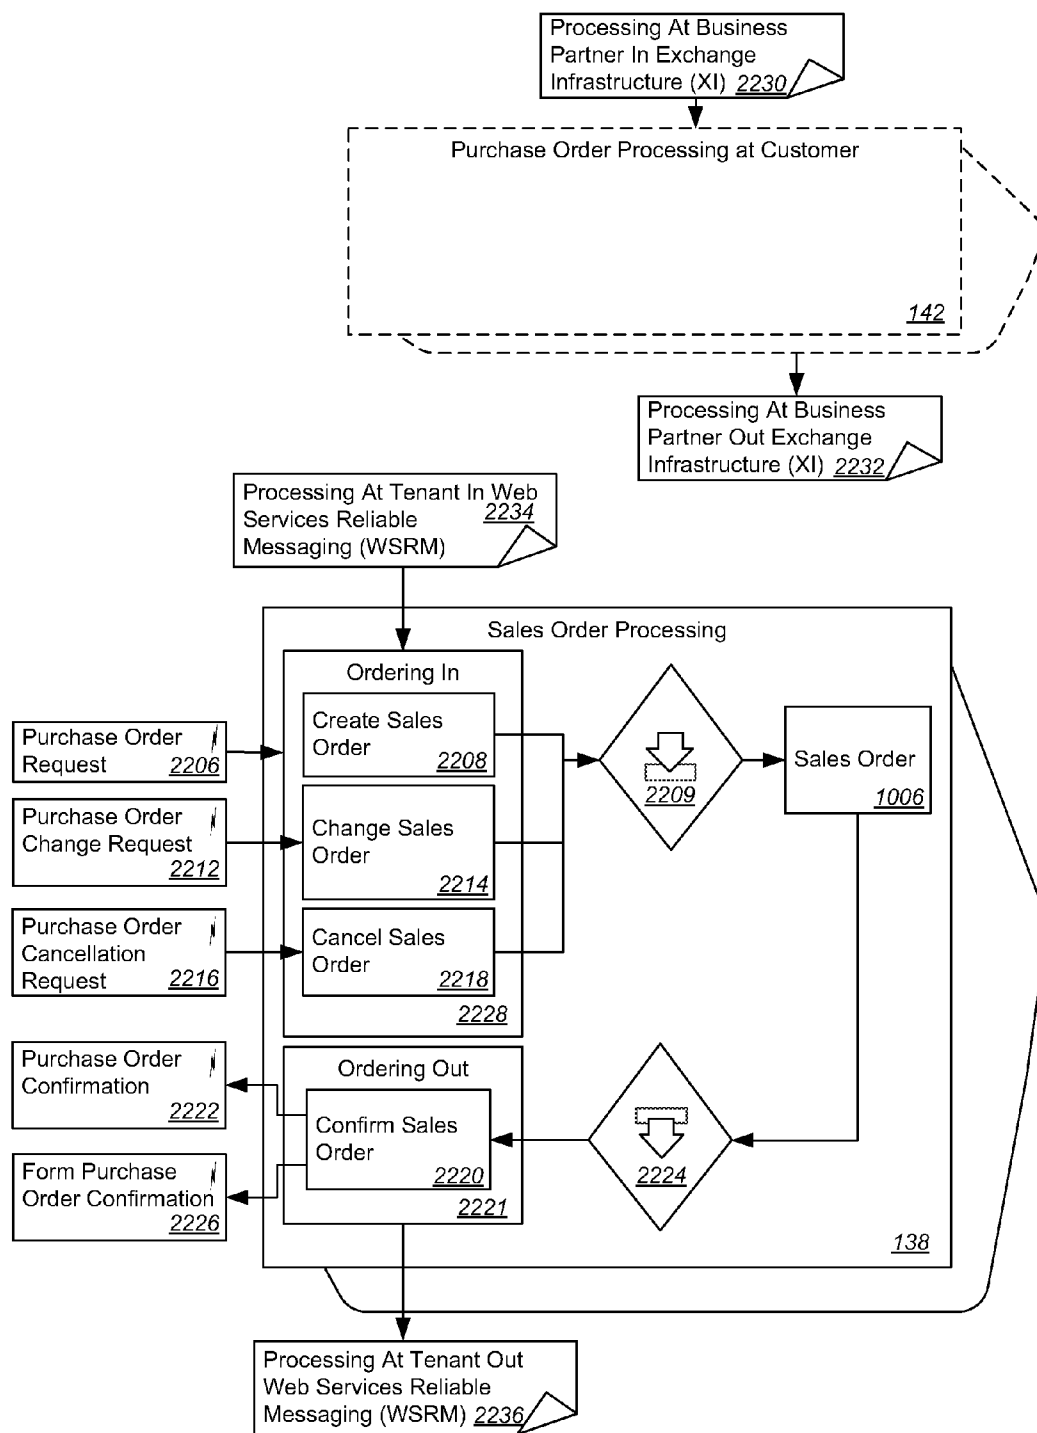 Processing At Business
Partner In Exchange
Infrastructure (XI) 2230
Purchase Order Processing at Customer
142
Processing At Business
Partner Out Exchange
Infrastructure (XI) 2232
Processing At Tenant In Web
Services Reliable 2234
Messaging (WSRM)
Sales Order Processing
Ordering In
Create Sales
Order
2208
Purchase Order
Request
2206
2209
Sales Order
1006
Purchase Order
Change Request
2212
Change Sales
Order
2214
Purchase Order
Cancellation
Request 2216
Cancel Sales
Order
2218
2228
Purchase Order
Confirmation
2222
Ordering Out
Confirm Sales
Order
2220
2221
2224
Form Purchase
Order Confirmation
2226
138
Processing At Tenant Out
Web Services Reliable
Messaging (WSRM) 2236